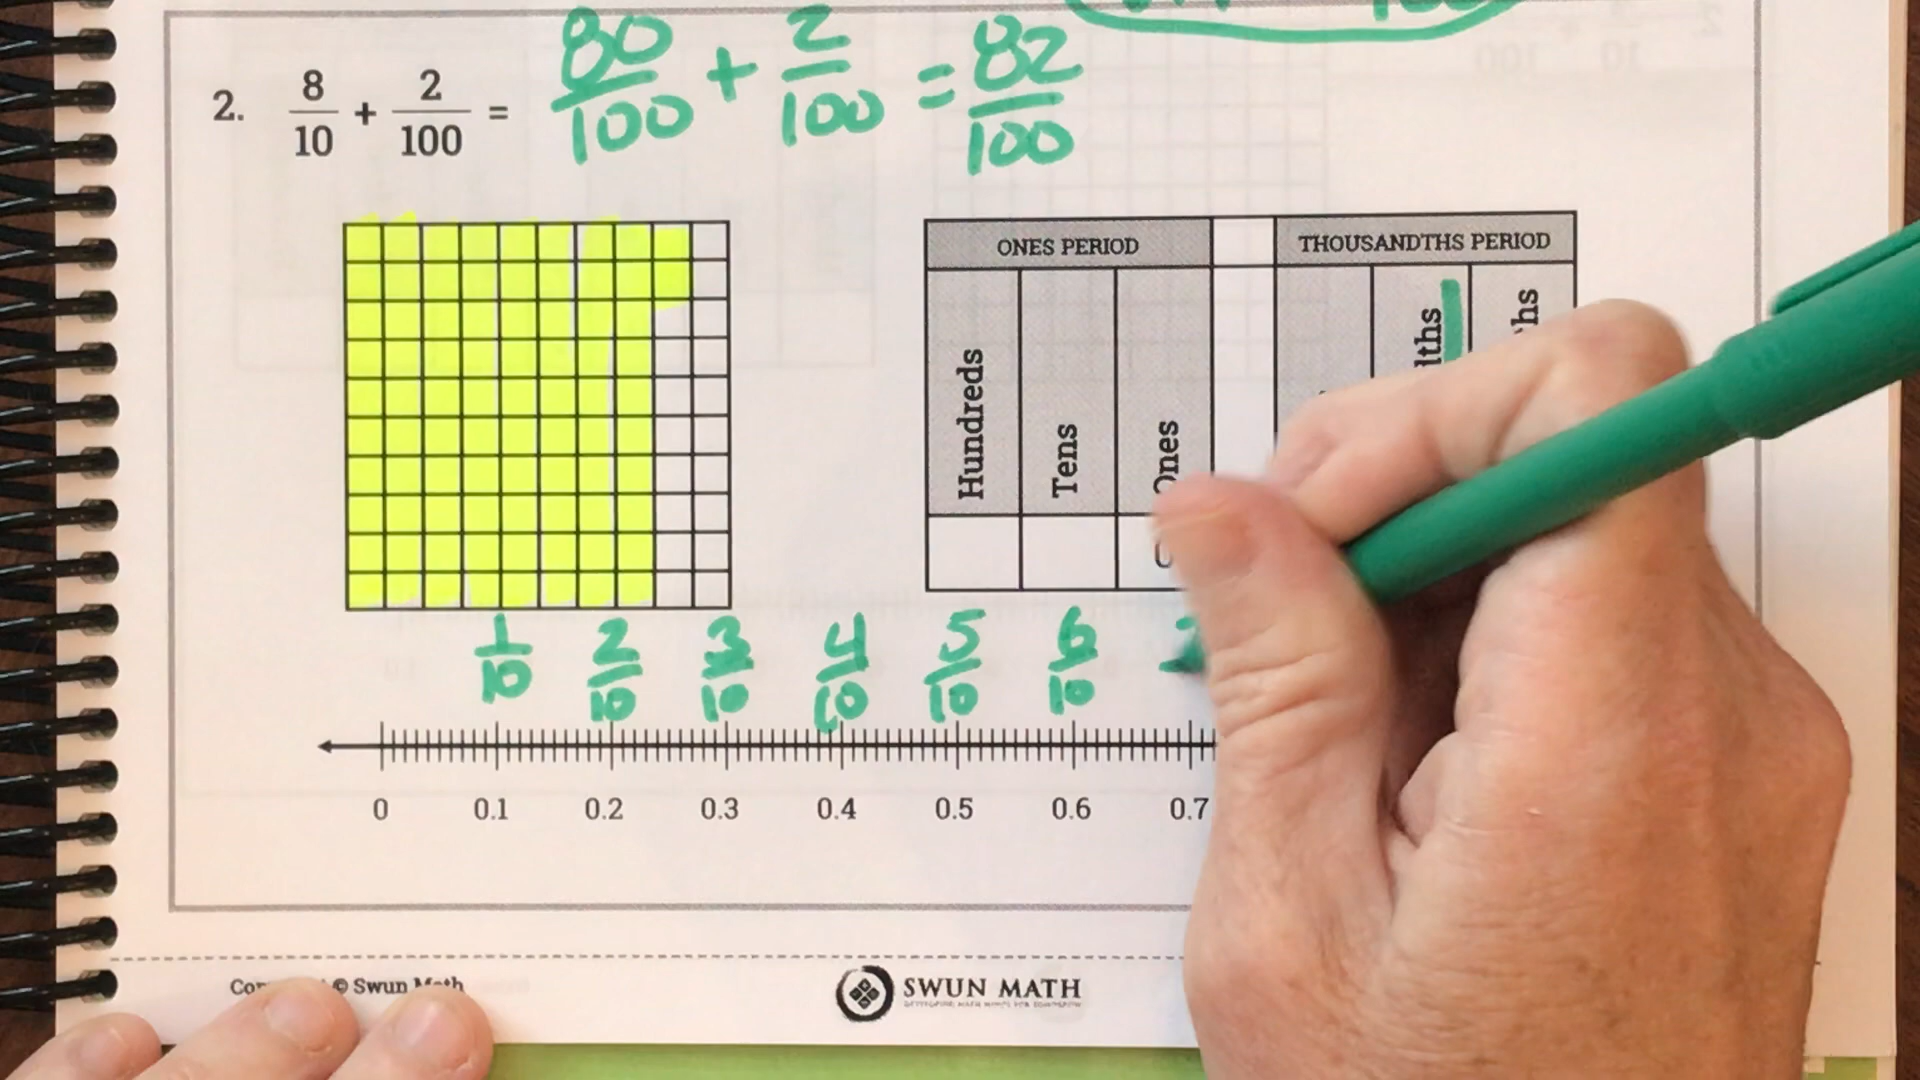 2. 8/10 + 2/100 = 80/100 + 2/100 = 82/100
ONES PERIOD THOUSANDTHS PERIOD
Hundreds Tens Ones
1/10 2/10 3/10 4/10 5/10 6/10
0 0.1 0.2 0.3 0.4 0.5 0.6 0.7
© Swun Math
SWUN MATH